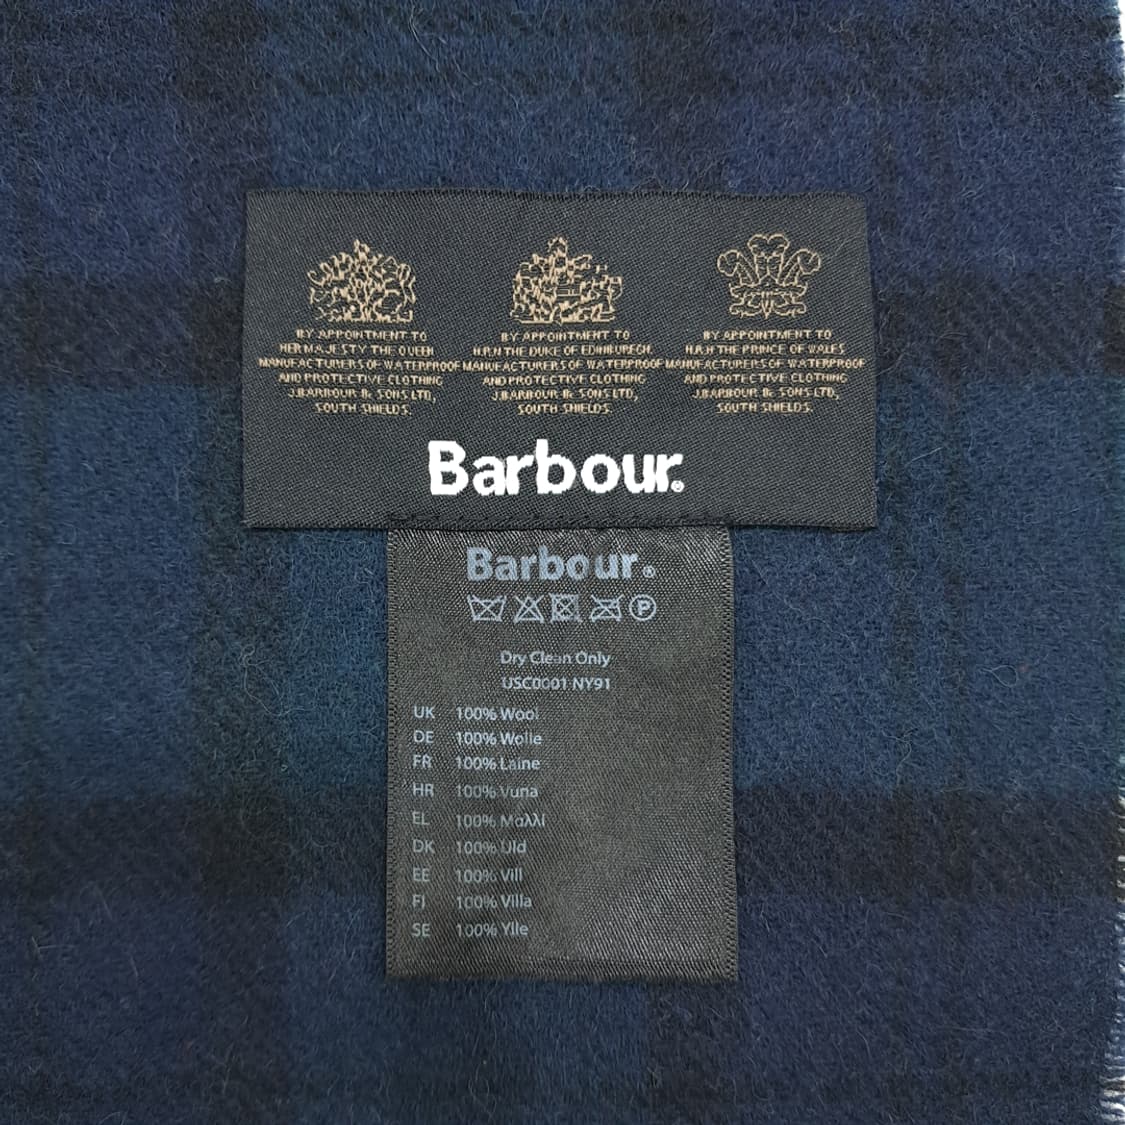 BY APPOINTMENT TO
HER MAJESTY THE QUEEN
MANUFACTURERS OF WATERPROOF
AND PROTECTIVE CLOTHING
J.BARBOUR & SONS LTD,
SOUTH SHIELDS.
BY APPOINTMENT TO
H.R.H THE DUKE OF EDINBURGH.
MANUFACTURERS OF WATERPROOF
AND PROTECTIVE CLOTHING
J.BARBOUR & SONS LTD,
SOUTH SHIELDS.
BY APPOINTMENT TO
H.R.H THE PRINCE OF WALES
MANUFACTURERS OF WATERPROOF
AND PROTECTIVE CLOTHING
J.BARBOUR & SONS LTD,
SOUTH SHIELDS.
Barbour®
Barbour®
P
Dry Clean Only
USC0001 NY91
UK 100% Wool
DE 100% Wolle
FR 100% Laine
HR 100% Vuna
EL 100% Μαλλί
DK 100% Uld
EE 100% Vill
FI 100% Villa
SE 100% Ylle